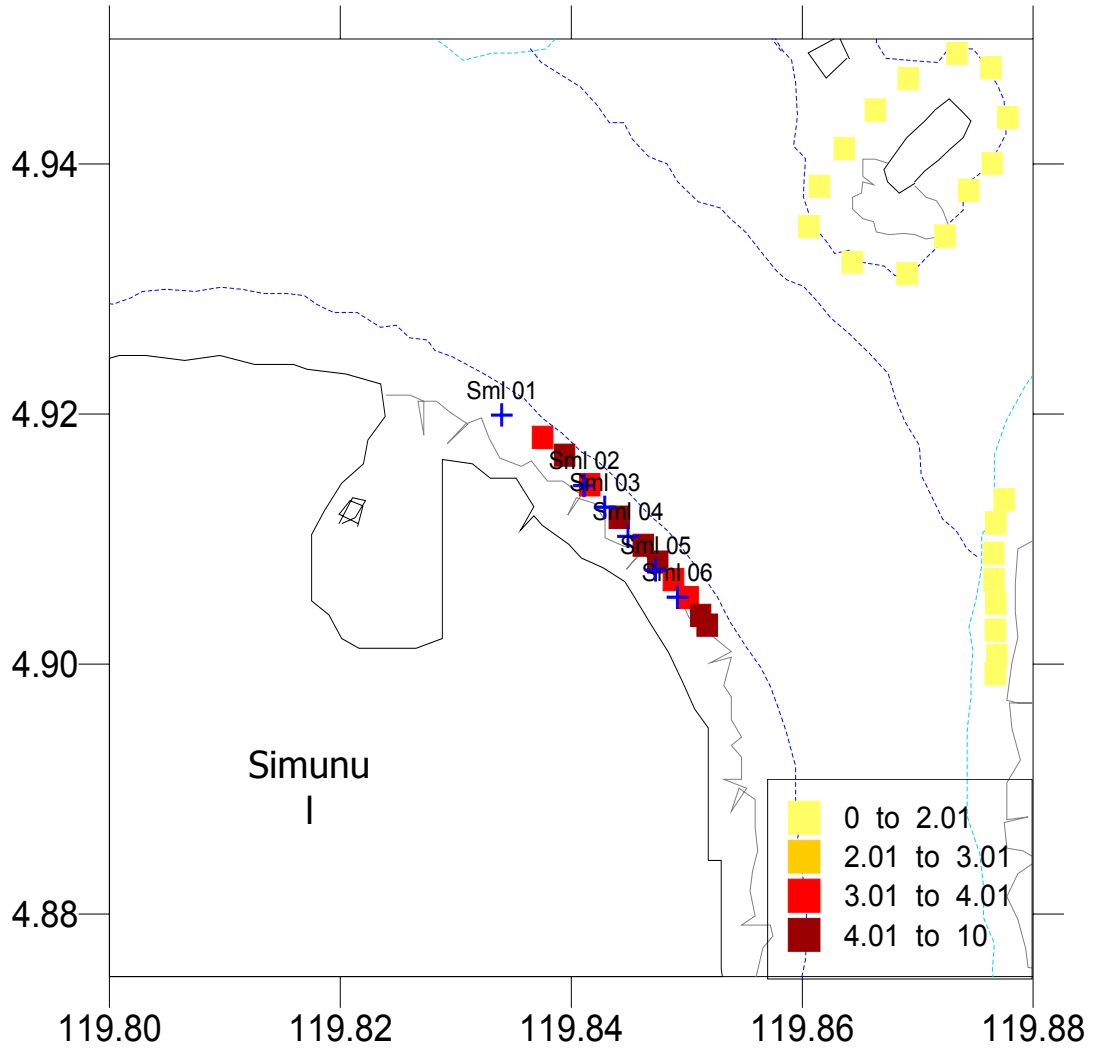 4.94
4.92
4.90
4.88
Sml 01
Sml 02
Sml 03
Sml 04
Sml 05
Sml 06
Simunu
I
0 to 2.01
2.01 to 3.01
3.01 to 4.01
4.01 to 10
119.80 119.82 119.84 119.86 119.88